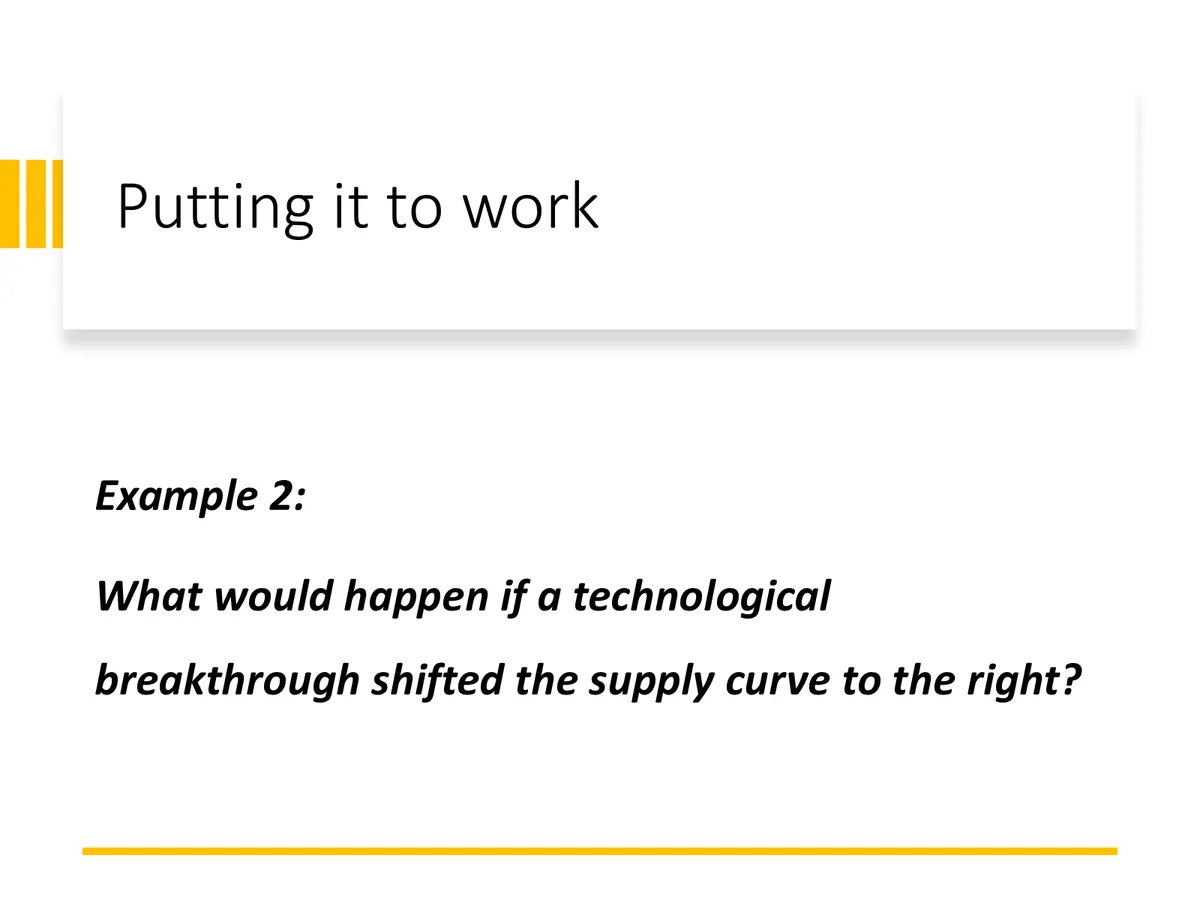 Putting it to work
Example 2:
What would happen if a technological
breakthrough shifted the supply curve to the right?